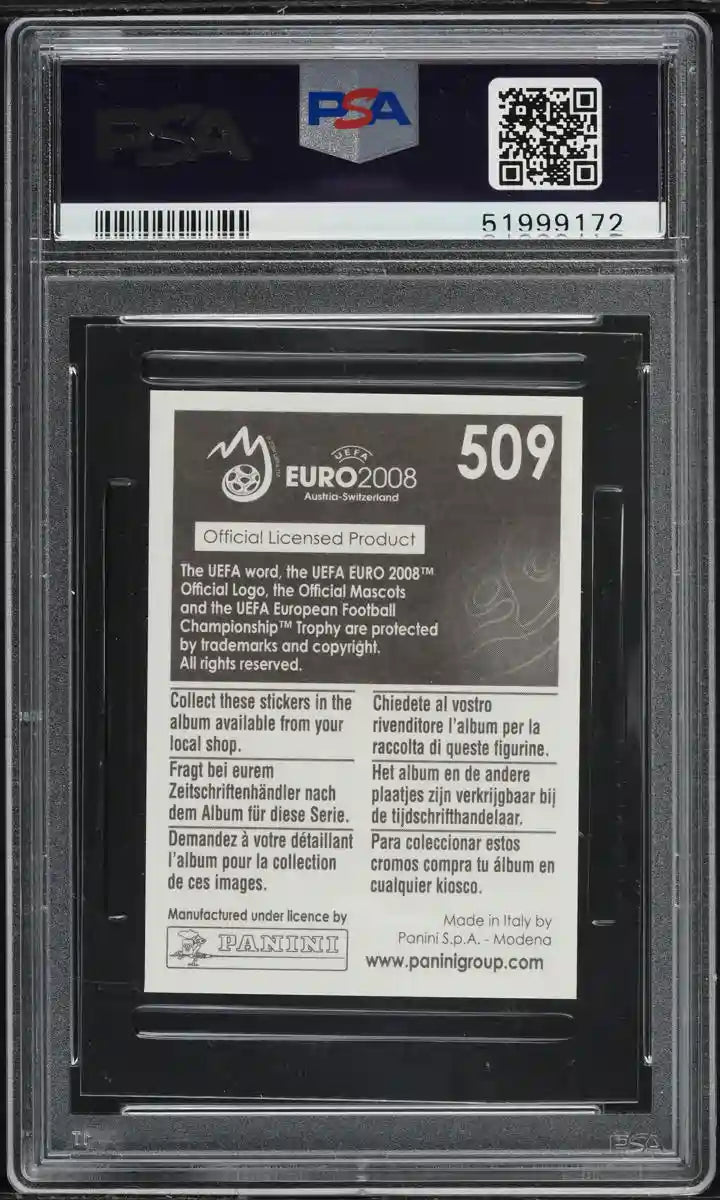 PSA
PSA
51999172
UEFA
EURO2008
Austria-Switzerland
509
Official Licensed Product
The UEFA word, the UEFA EURO 2008™
Official Logo, the Official Mascots
and the UEFA European Football
Championship™ Trophy are protected
by trademarks and copyright.
All rights reserved.
Collect these stickers in the
album available from your
local shop.
Fragt bei eurem
Zeitschriftenhändler nach
dem Album für diese Serie.
Demandez à votre détaillant
l'album pour la collection
de ces images.
Chiedete al vostro
rivenditore l'album per la
raccolta di queste figurine.
Het album en de andere
plaatjes zijn verkrijgbaar bij
de tijdschrifthandelaar.
Para coleccionar estos
cromos compra tu álbum en
cualquier kiosco.
Manufactured under licence by
PANINI
Made in Italy by
Panini S.p.A. - Modena
www.paninigroup.com
PSA